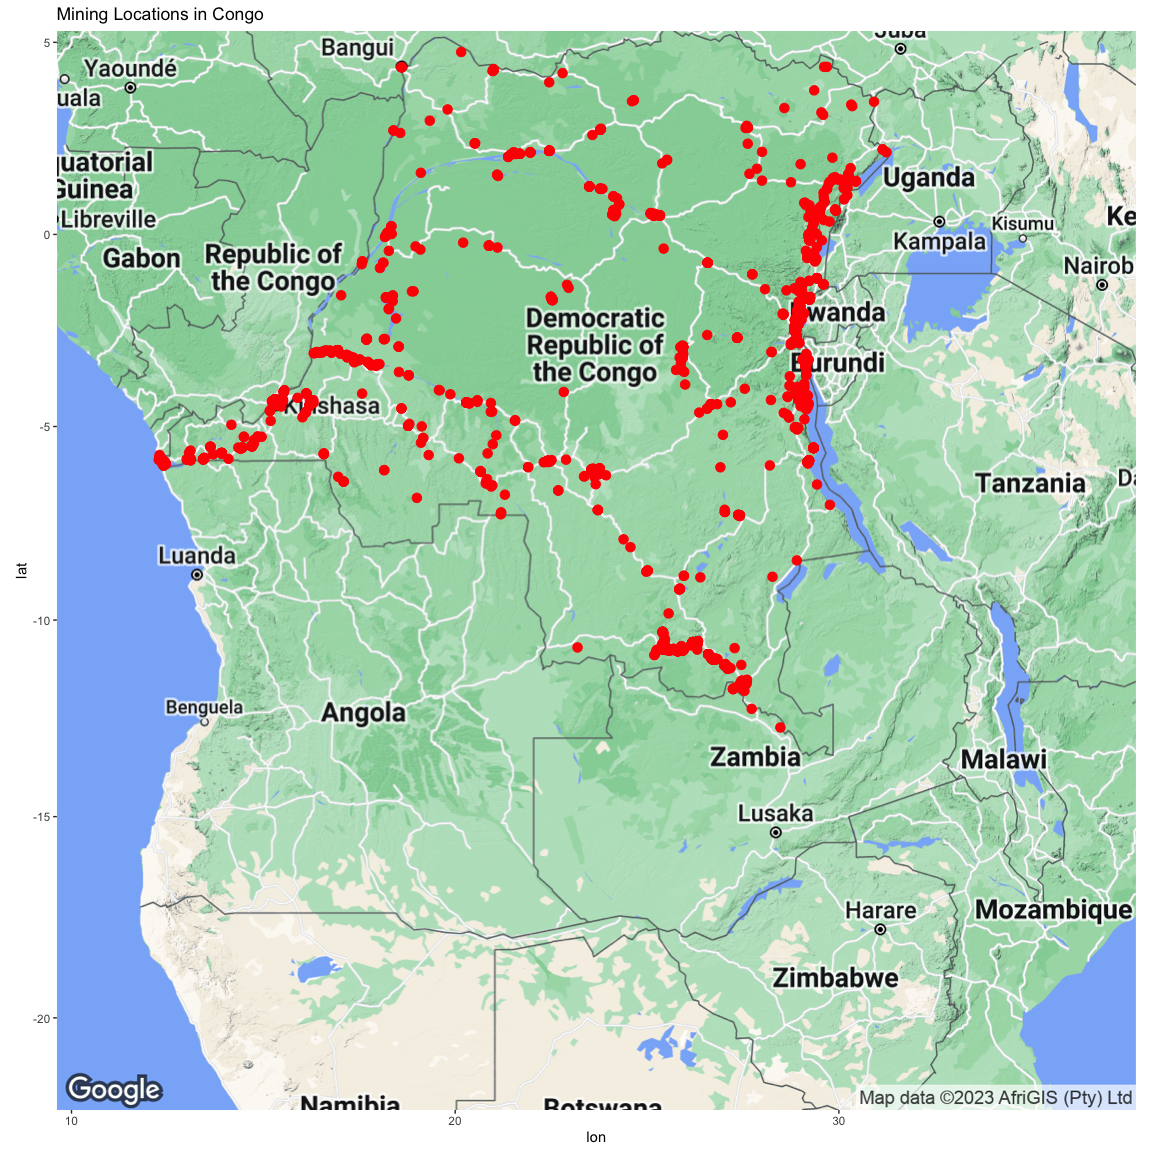 Mining Locations in Congo
Juba
Bangui
Yaoundé
uala
quatorial
Guinea
Uganda
Libreville
Ke
Kisumu
Kampala
Gabon
Republic of
the Congo
Nairob
Democratic
Republic of
the Congo
Rwanda
Burundi
Kinshasa
Tanzania
Da
Luanda
Benguela
Angola
Zambia
Malawi
Lusaka
Harare
Mozambique
Zimbabwe
Namibia
Botswana
Google
Map data ©2023 AfriGIS (Pty) Ltd
5
0
-5
-10
-15
-20
lat
10
20
30
lon